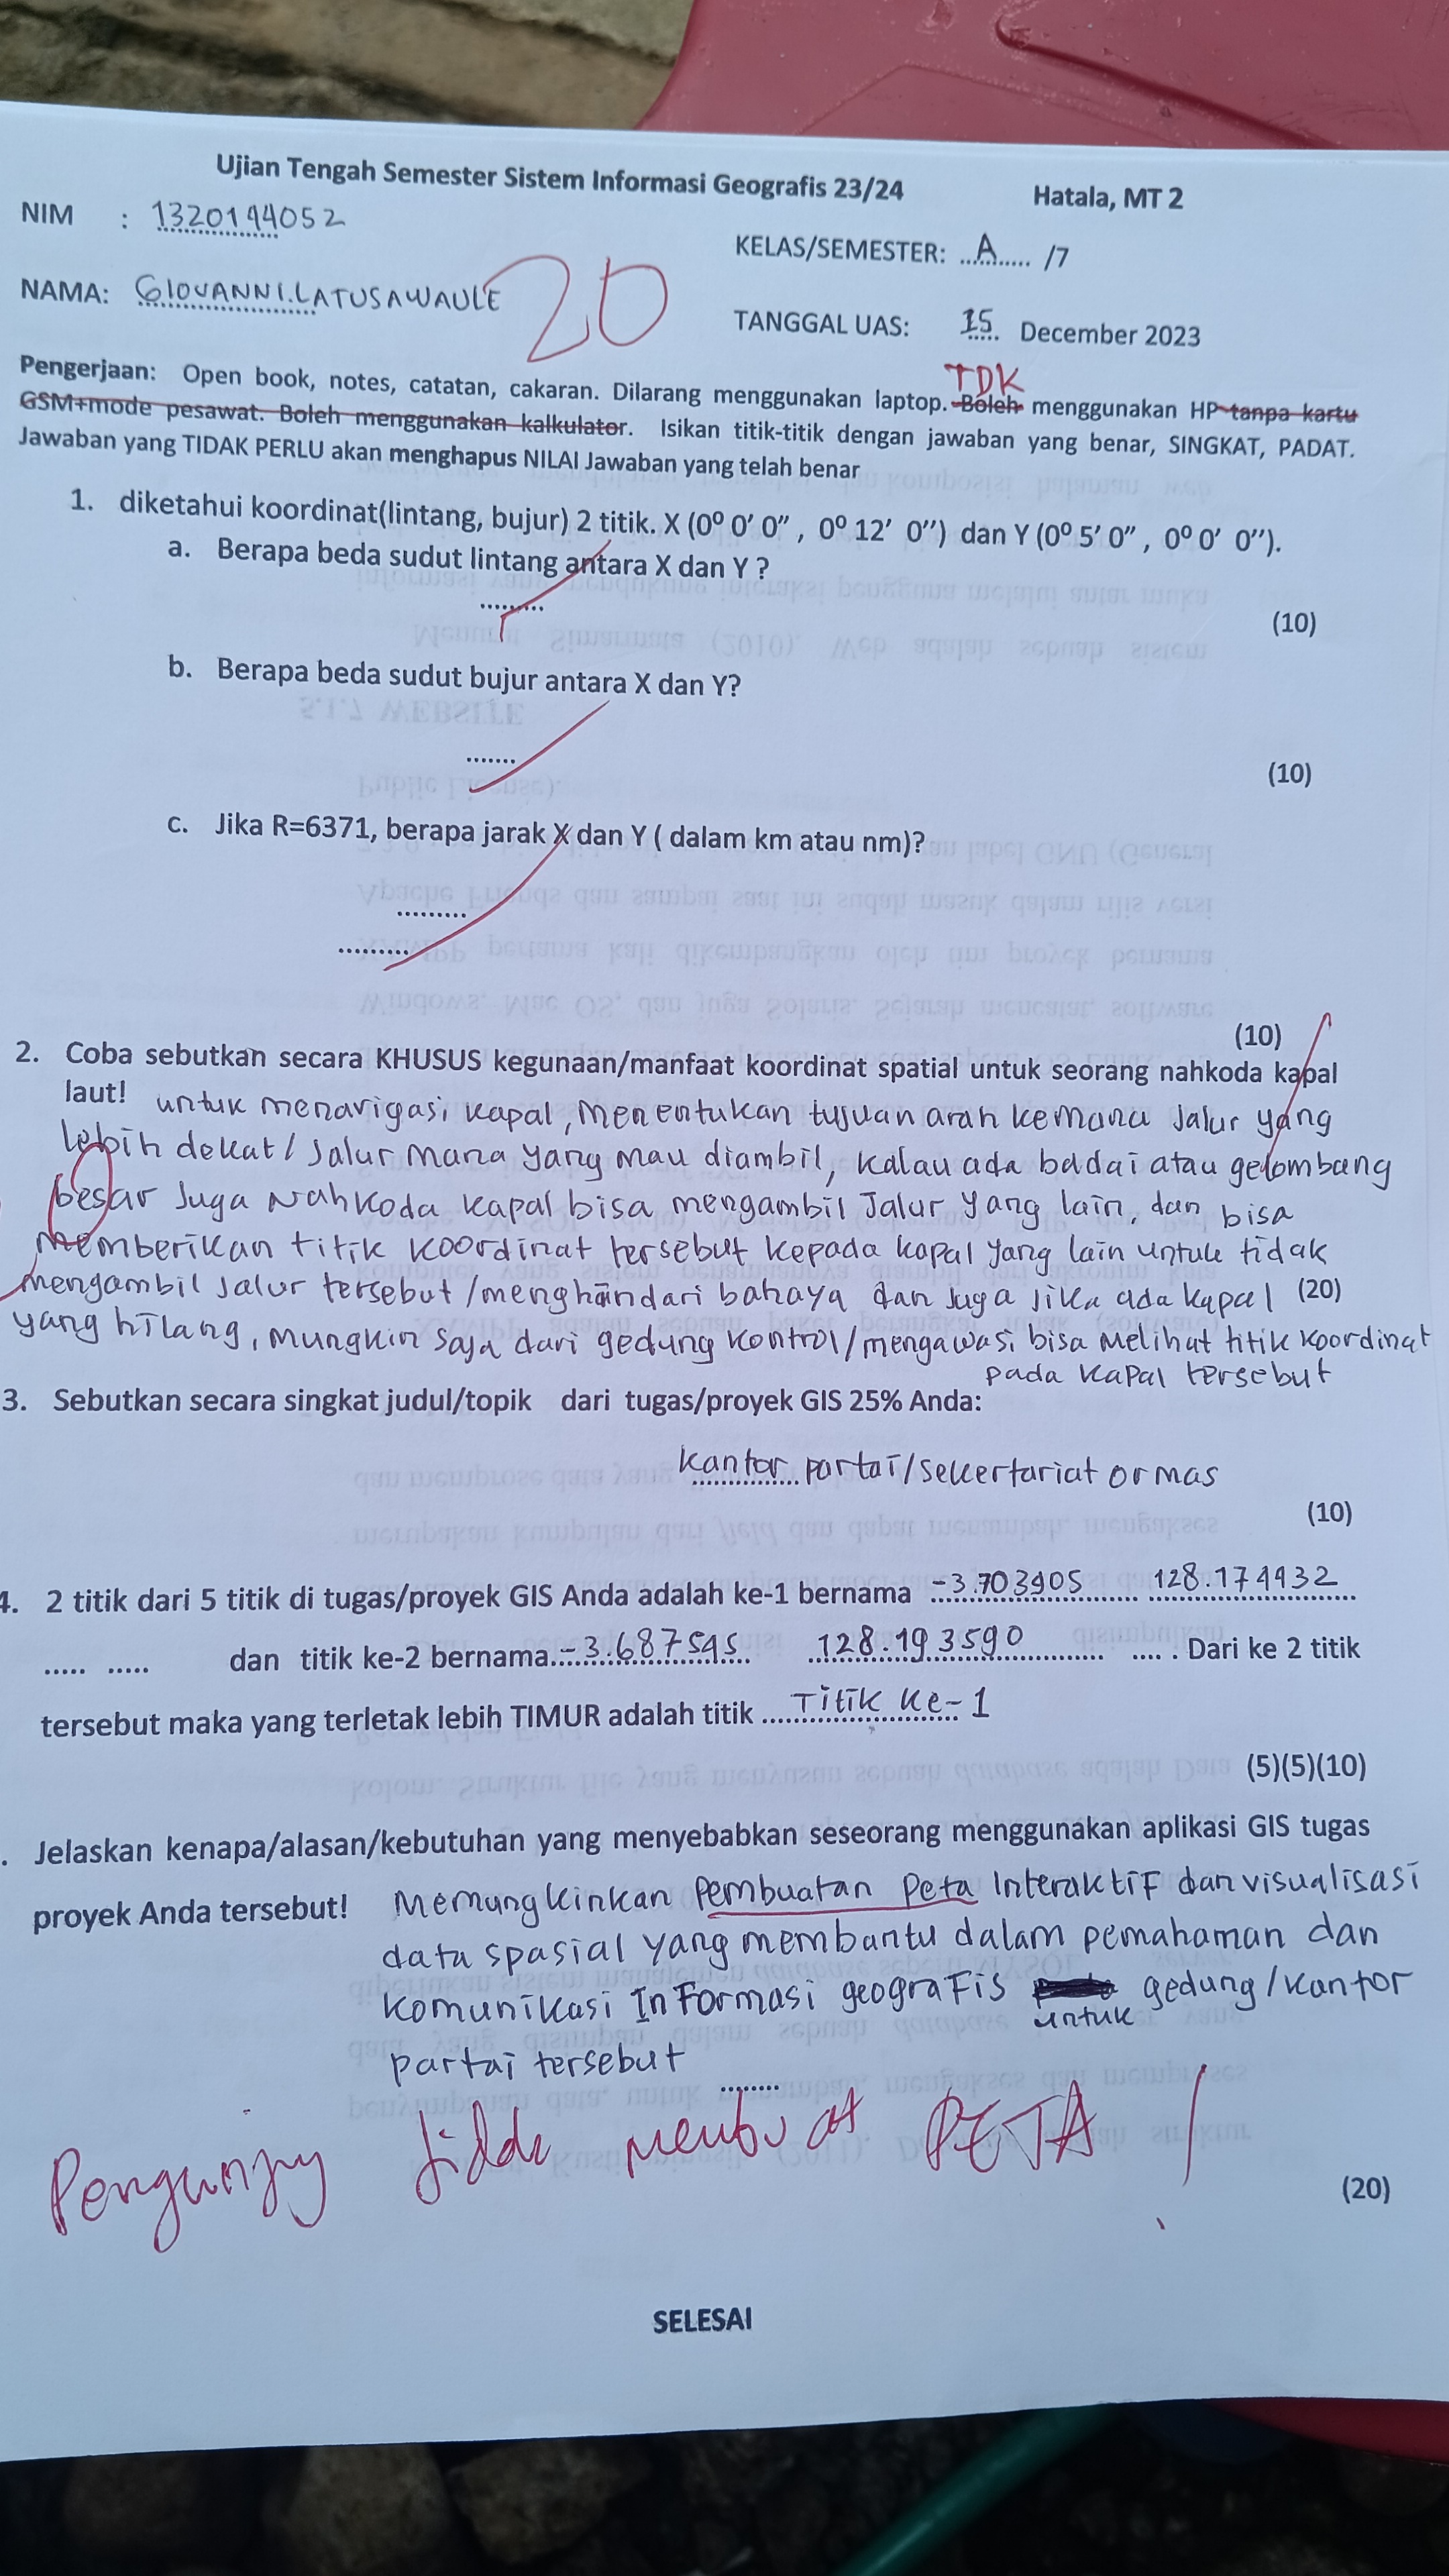 Ujian Tengah Semester Sistem Informasi Geografis 23/24 Hatala, MT 2
NIM : 1320194052
KELAS/SEMESTER: ...A...... /7
NAMA: GIOVANNI.LATUSAWAULE
20
TANGGAL UAS: 15 December 2023
TDK
Pengerjaan: Open book, notes, catatan, cakaran. Dilarang menggunakan laptop. Boleh menggunakan HP tanpa kartu
GSM+mode pesawat. Boleh menggunakan kalkulator. Isikan titik-titik dengan jawaban yang benar, SINGKAT, PADAT.
Jawaban yang TIDAK PERLU akan menghapus NILAI Jawaban yang telah benar
1. diketahui koordinat(lintang, bujur) 2 titik. X (0⁰ 0’ 0” , 0⁰ 12’ 0’’) dan Y (0⁰ 5’ 0” , 0⁰ 0’ 0’’).
a. Berapa beda sudut lintang antara X dan Y ?
.........
(10)
b. Berapa beda sudut bujur antara X dan Y?
.......
(10)
c. Jika R=6371, berapa jarak X dan Y ( dalam km atau nm)?
.........
.........
(10)
2. Coba sebutkan secara KHUSUS kegunaan/manfaat koordinat spatial untuk seorang nahkoda kapal
laut! untuk menavigasi kapal, menentukan tujuan arah kemana jalur yang
lebih dekat / Jalur mana yang mau diambil, kalau ada badai atau gelombang
besar Juga Nahkoda kapal bisa mengambil Jalur yang lain, dan bisa
memberikan titik koordinat tersebut kepada kapal yang lain untuk tidak
mengambil jalur tersebut / menghindari bahaya dan juga jika ada kapal (20)
yang hilang, mungkin saja dari gedung kontrol/mengawasi bisa melihat titik koordinat
pada kapal tersebut
3. Sebutkan secara singkat judul/topik dari tugas/proyek GIS 25% Anda:
kantor partai/sekertariat ormas
(10)
4. 2 titik dari 5 titik di tugas/proyek GIS Anda adalah ke-1 bernama -3.703905 128.174932
..... ..... dan titik ke-2 bernama -3.687595 128.193590 .... . Dari ke 2 titik
tersebut maka yang terletak lebih TIMUR adalah titik Titik ke-1
(5)(5)(10)
. Jelaskan kenapa/alasan/kebutuhan yang menyebabkan seseorang menggunakan aplikasi GIS tugas
proyek Anda tersebut! Memungkinkan pembuatan peta Interaktif dan visualisasi
data spasial yang membantu dalam pemahaman dan
komunikasi Informasi geografis gedung/kantor
untuk
partai tersebut ........
Pengunjung tidak membuat PETA !
(20)
SELESAI